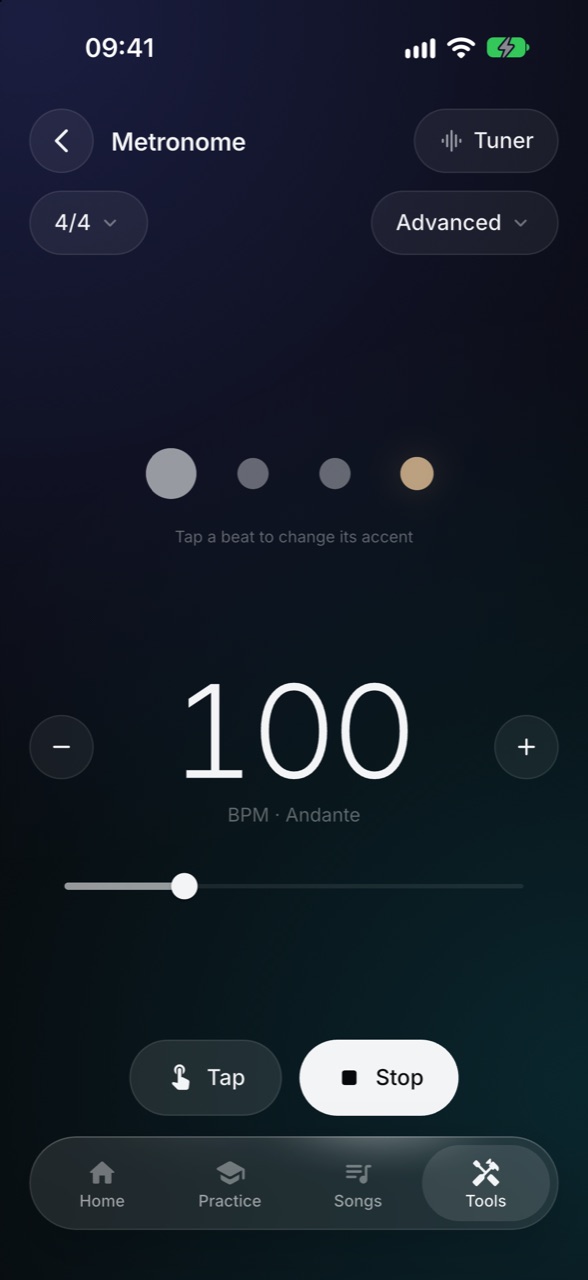 09:41
Metronome
Tuner
4/4
Advanced
Tap a beat to change its accent
100
BPM · Andante
Tap
Stop
Home
Practice
Songs
Tools